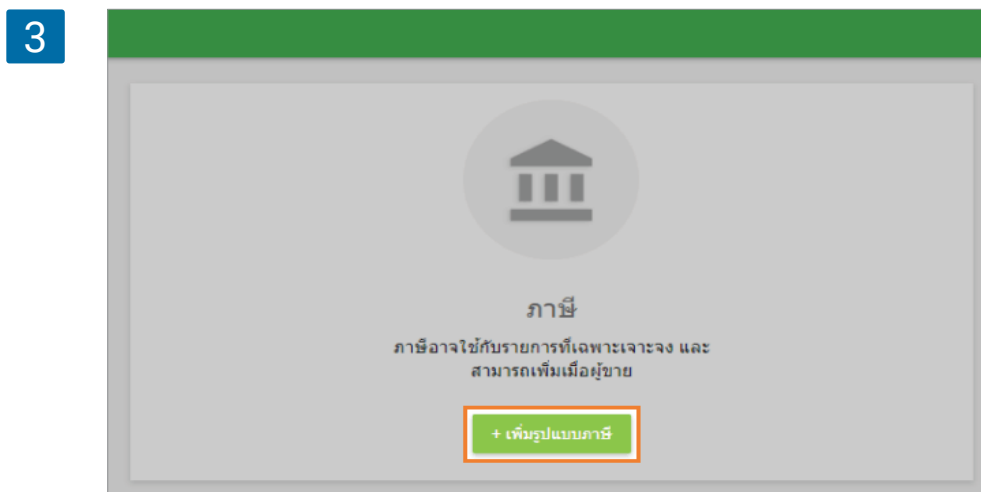 3
ภาษี
ภาษีอาจใช้กับรายการที่เฉพาะเจาะจง และ
สามารถเพิ่มเมื่อผู้ขาย
+ เพิ่มรูปแบบภาษี